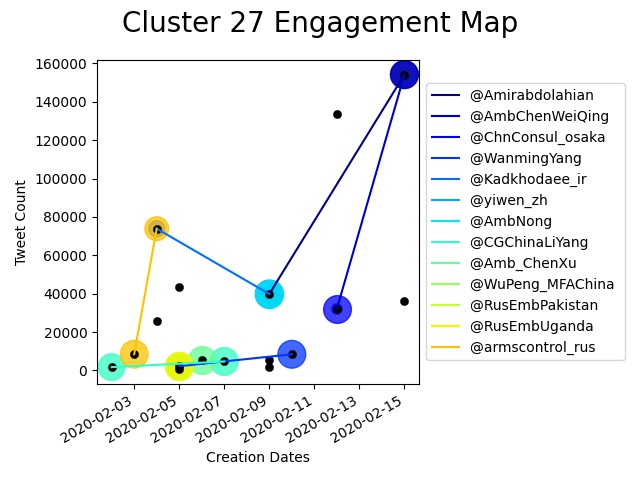 Cluster 27 Engagement Map
160000
140000
120000
100000
80000
60000
40000
20000
0
Tweet Count
2020-02-03
2020-02-05
2020-02-07
2020-02-09
2020-02-11
2020-02-13
2020-02-15
Creation Dates
@Amirabdolahian
@AmbChenWeiQing
@ChnConsul_osaka
@WanmingYang
@Kadkhodaee_ir
@yiwen_zh
@AmbNong
@CGChinaLiYang
@Amb_ChenXu
@WuPeng_MFAChina
@RusEmbPakistan
@RusEmbUganda
@armscontrol_rus